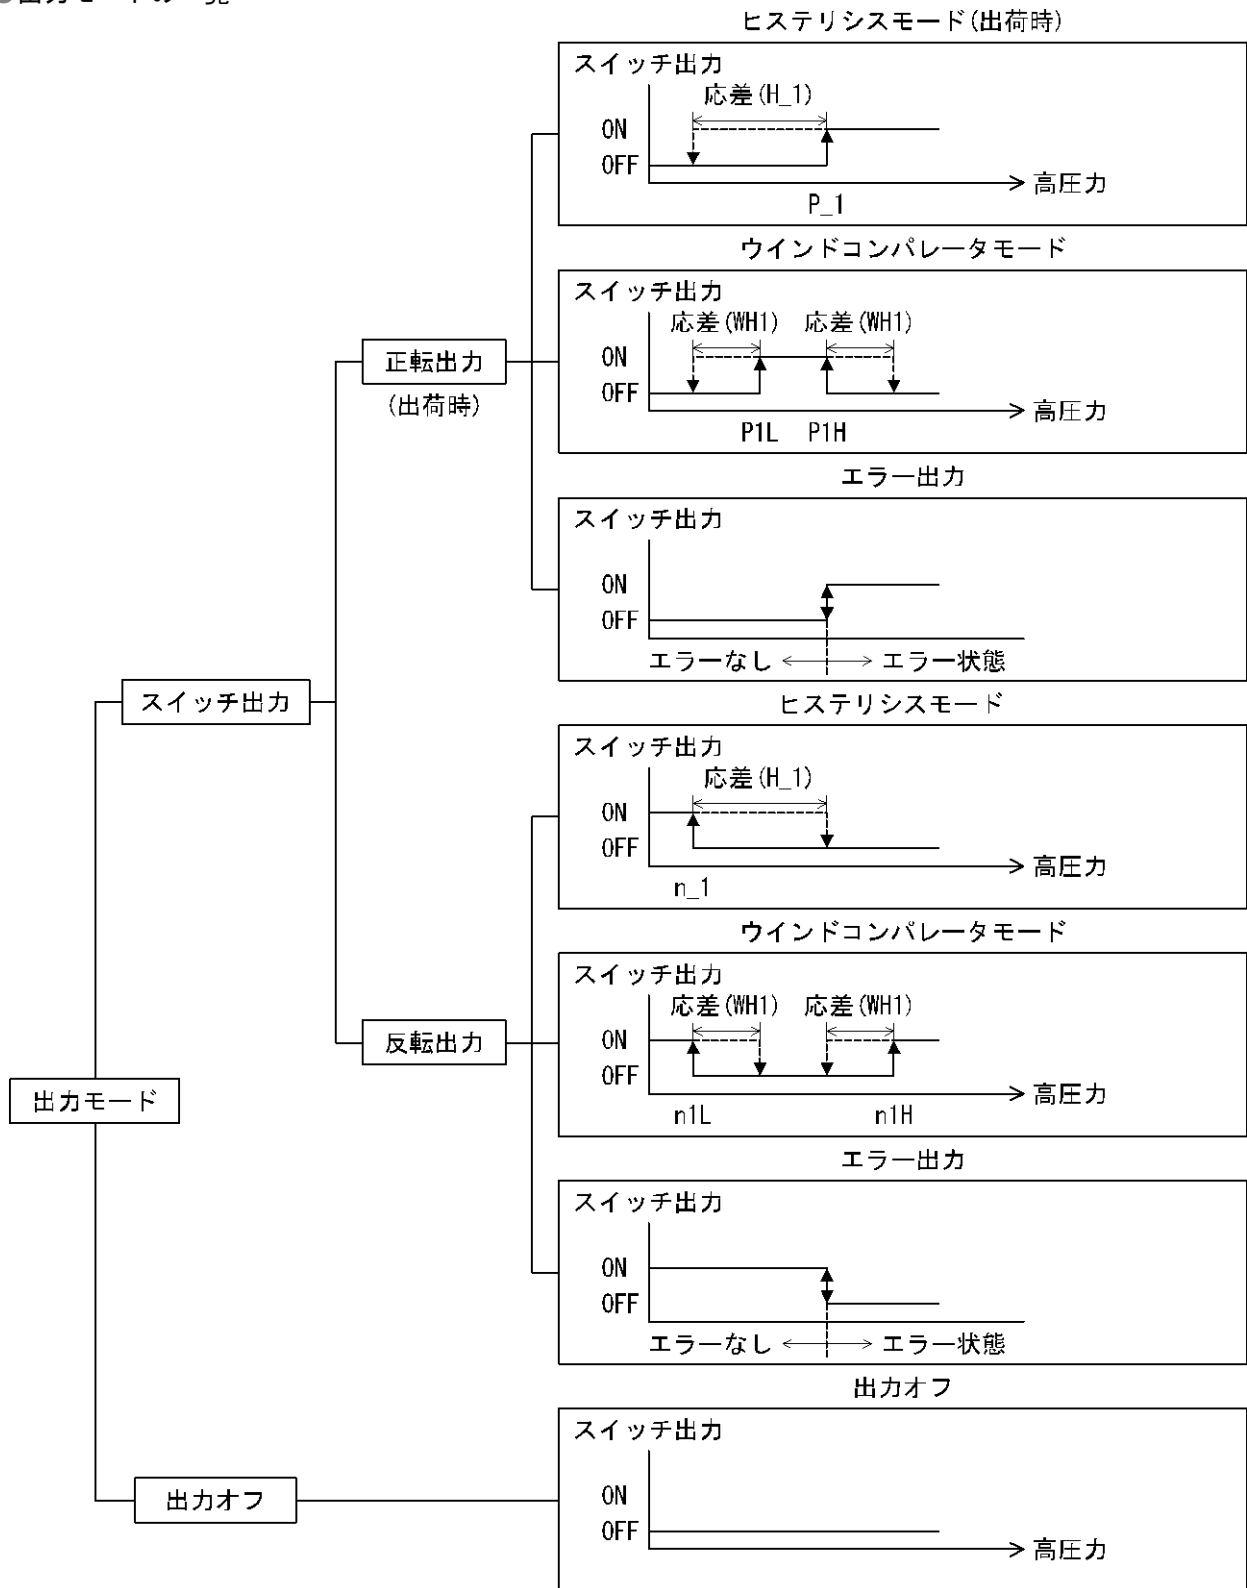 出力モードの
ヒステリシスモード(出荷時)
スイッチ出力
応差(H_1)
ON
OFF
高圧力
P_1
ウインドコンパレータモード
スイッチ出力
応差(WH1) 応差(WH1)
ON
OFF
高圧力
P1L P1H
正転出力
(出荷時)
エラー出力
スイッチ出力
ON
OFF
エラーなし エラー状態
スイッチ出力
ヒステリシスモード
スイッチ出力
応差(H_1)
ON
OFF
高圧力
n_1
ウインドコンパレータモード
スイッチ出力
応差(WH1) 応差(WH1)
ON
OFF
高圧力
n1L n1H
反転出力
出力モード
エラー出力
スイッチ出力
ON
OFF
エラーなし エラー状態
出力オフ
スイッチ出力
ON
OFF
高圧力
出力オフ